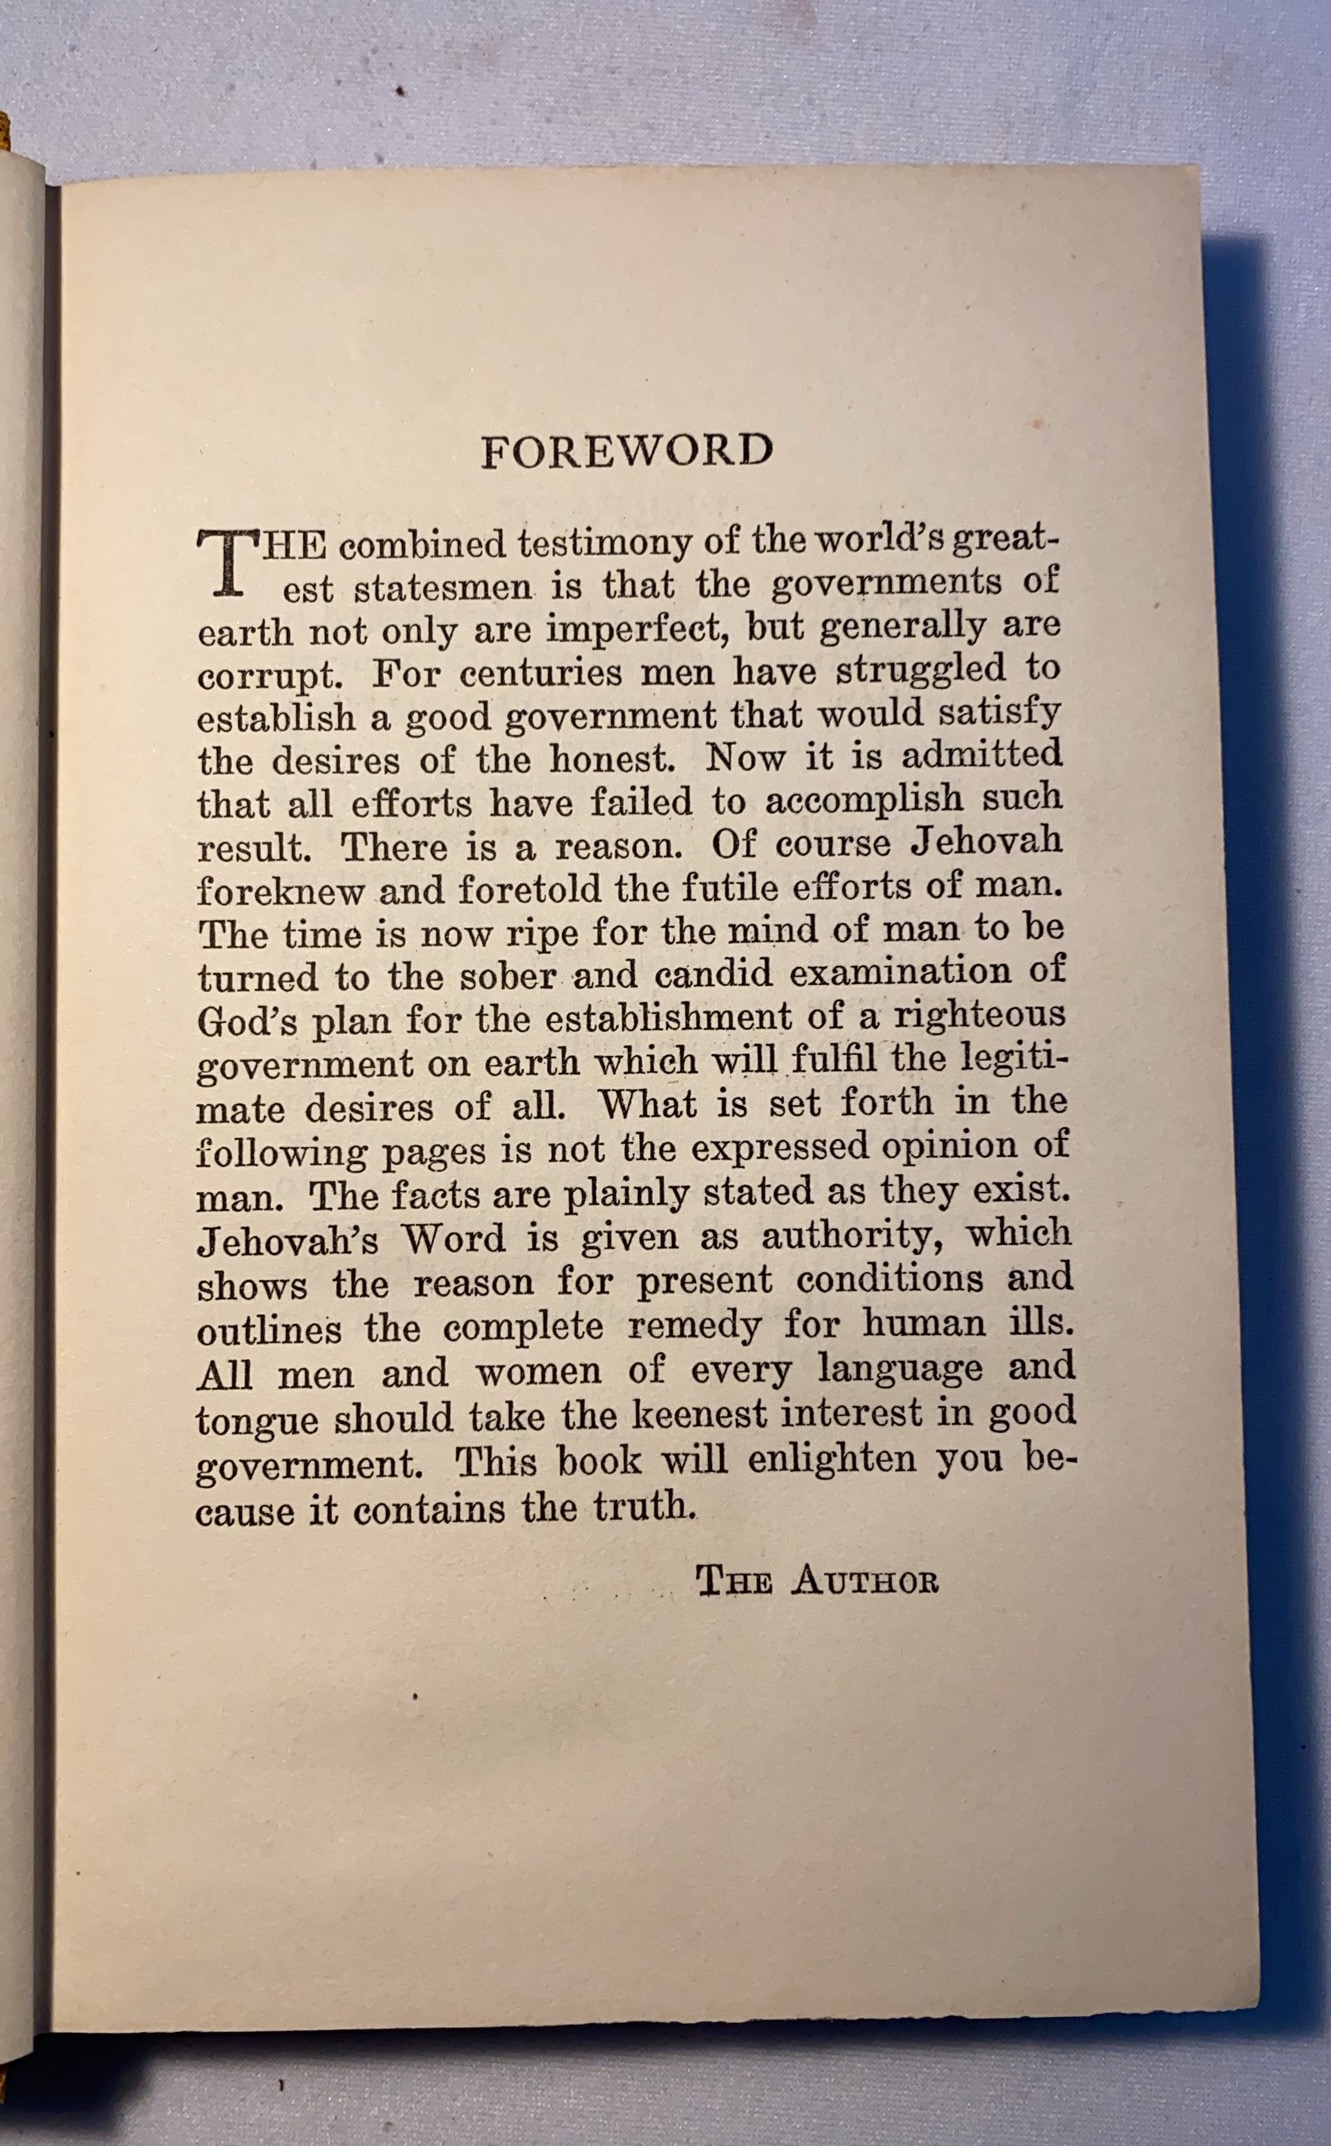 FOREWORD
THE combined testimony of the world's great-
est statesmen is that the governments of
earth not only are imperfect, but generally are
corrupt. For centuries men have struggled to
establish a good government that would satisfy
the desires of the honest. Now it is admitted
that all efforts have failed to accomplish such
result. There is a reason. Of course Jehovah
foreknew and foretold the futile efforts of man.
The time is now ripe for the mind of man to be
turned to the sober and candid examination of
God's plan for the establishment of a righteous
government on earth which will fulfil the legiti-
mate desires of all. What is set forth in the
following pages is not the expressed opinion of
man. The facts are plainly stated as they exist.
Jehovah's Word is given as authority, which
shows the reason for present conditions and
outlines the complete remedy for human ills.
All men and women of every language and
tongue should take the keenest interest in good
government. This book will enlighten you be-
cause it contains the truth.
THE AUTHOR